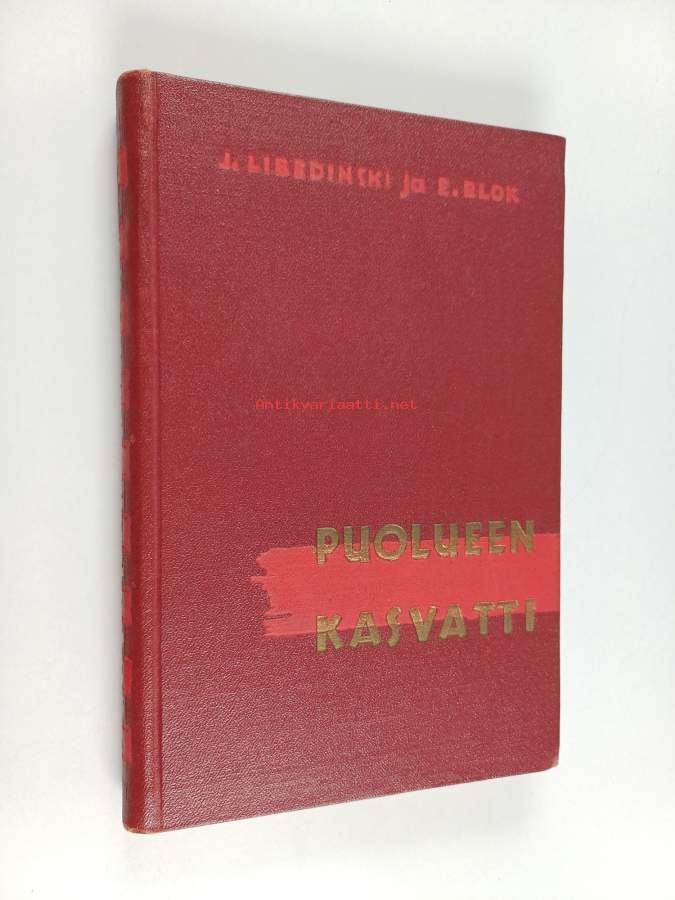 J. LIBEDINSKI ja E. BLOK
Antikvariaatti.net
PUOLUEEN
KASVATTI